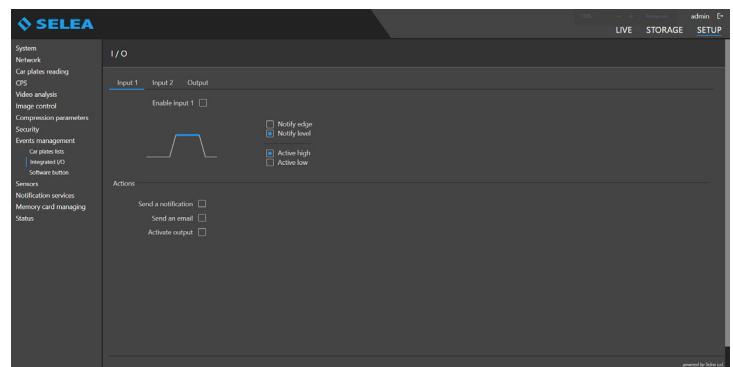 SELEA
admin
LIVE STORAGE SETUP
System
Network
Car plates reading
CPS
Video analysis
Image control
Compression parameters
Security
Events management
Car plates lists
Integrated I/O
Software button
Sensors
Notification services
Memory card managing
Status
I/O
Input 1 Input 2 Output
Enable Input 1
Notify edge
Notify level
Active high
Active low
Actions
Send a notification
Send an email
Activate output
powered by Selea s.r.l.